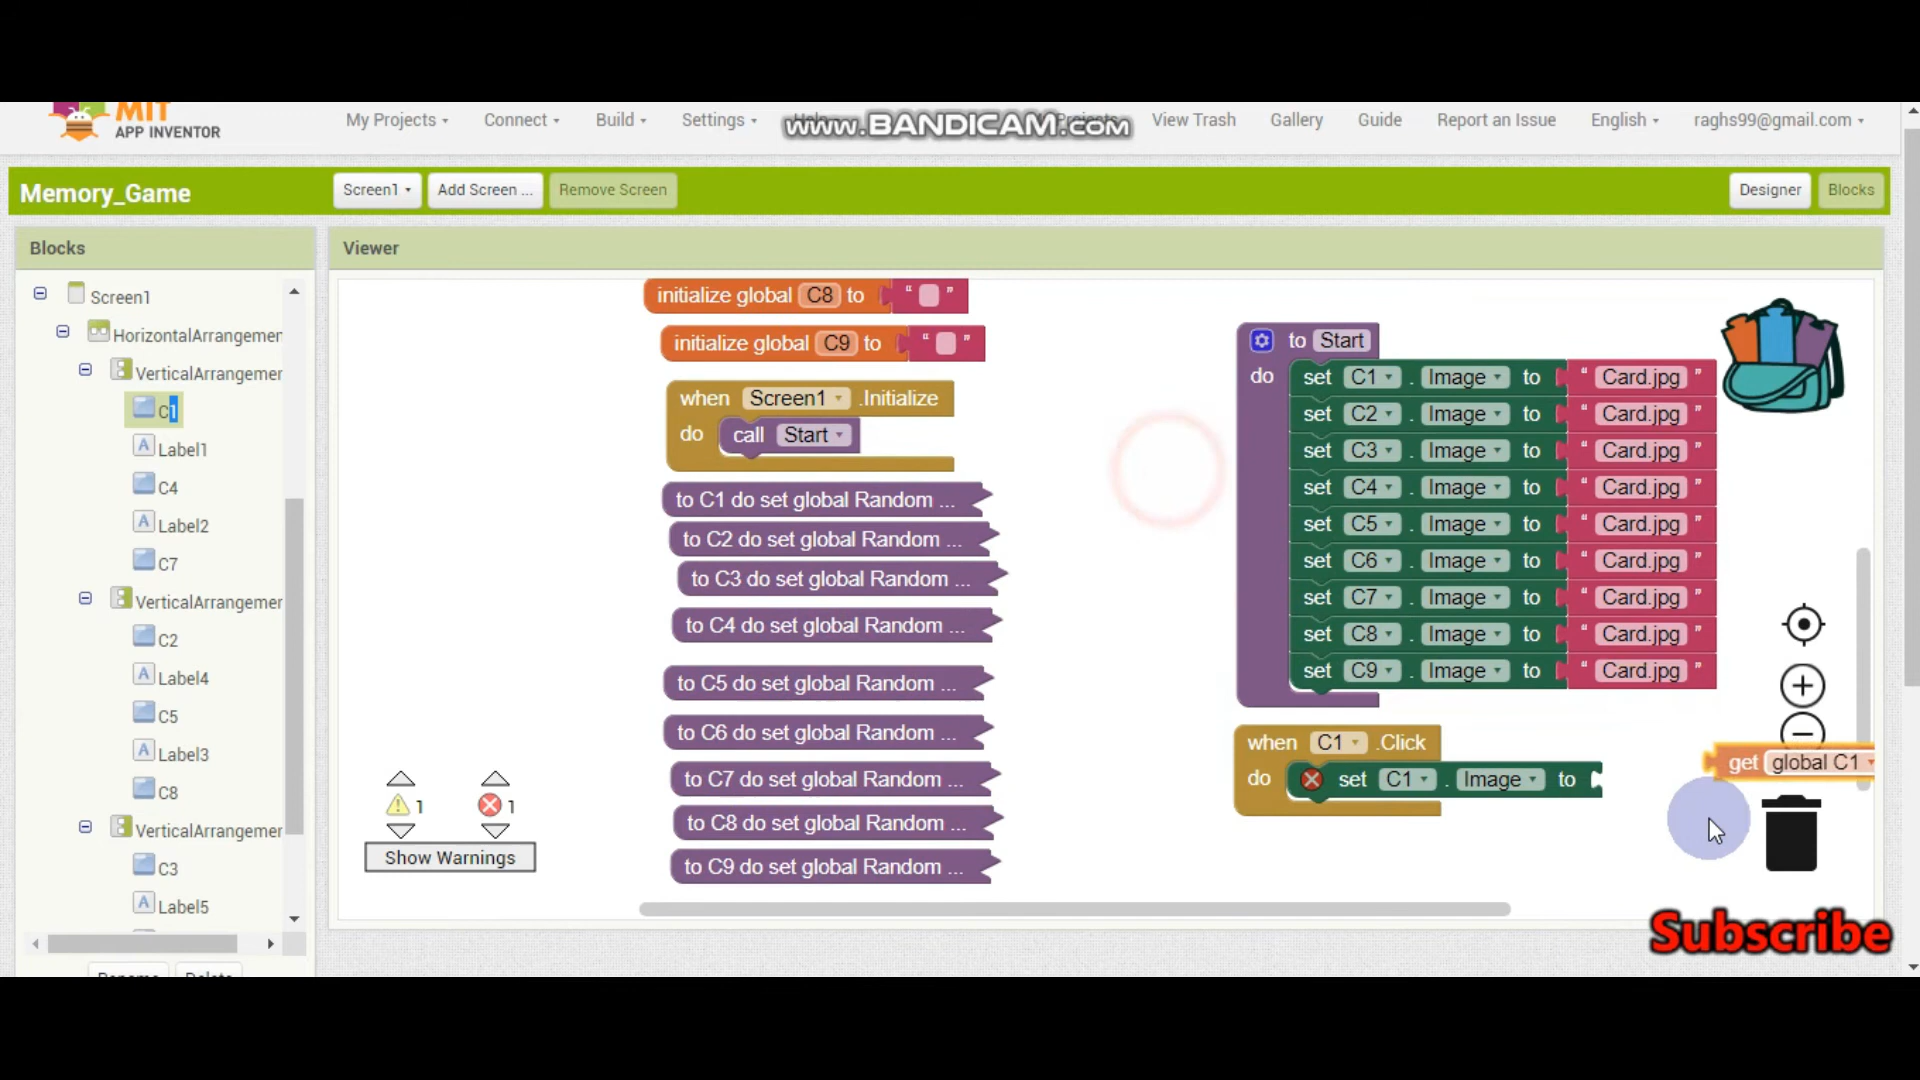 MIT
APP INVENTOR
My Projects
Connect
Build
Settings
www.BANDICAM.com
View Trash
Gallery
Guide
Report an Issue
English
raghs99@gmail.com
Memory_Game
Screen1
Add Screen ...
Remove Screen
Designer
Blocks
Blocks
Viewer
Screen1
HorizontalArrangemen
VerticalArrangemer
C1
Label1
C4
Label2
C7
VerticalArrangemer
C2
Label4
C5
Label3
C8
VerticalArrangemer
C3
Label5
initialize global C8 to " "
initialize global C9 to " "
when Screen1 .Initialize
do call Start
to C1 do set global Random ...
to C2 do set global Random ...
to C3 do set global Random ...
to C4 do set global Random ...
to C5 do set global Random ...
to C6 do set global Random ...
to C7 do set global Random ...
to C8 do set global Random ...
to C9 do set global Random ...
1
1
Show Warnings
to Start
do set C1 . Image to " Card.jpg "
set C2 . Image to " Card.jpg "
set C3 . Image to " Card.jpg "
set C4 . Image to " Card.jpg "
set C5 . Image to " Card.jpg "
set C6 . Image to " Card.jpg "
set C7 . Image to " Card.jpg "
set C8 . Image to " Card.jpg "
set C9 . Image to " Card.jpg "
when C1 .Click
do set C1 . Image to
get global C1
Subscribe